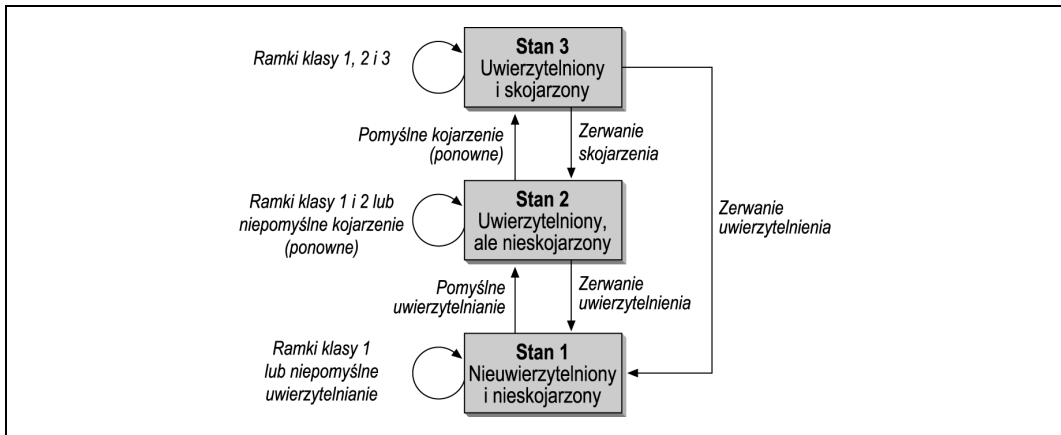 Ramki klasy 1, 2 i 3
Stan 3
Uwierzytelniony
i skojarzony
Pomyślne kojarzenie
(ponowne)
Zerwanie
skojarzenia
Ramki klasy 1 i 2 lub
niepomyślne kojarzenie
(ponowne)
Stan 2
Uwierzytelniony,
ale nieskojarzony
Zerwanie
uwierzytelnienia
Pomyślne
uwierzytelnianie
Zerwanie
uwierzytelnienia
Ramki klasy 1
lub niepomyślne
uwierzytelnianie
Stan 1
Nieuwierzytelniony
i nieskojarzony